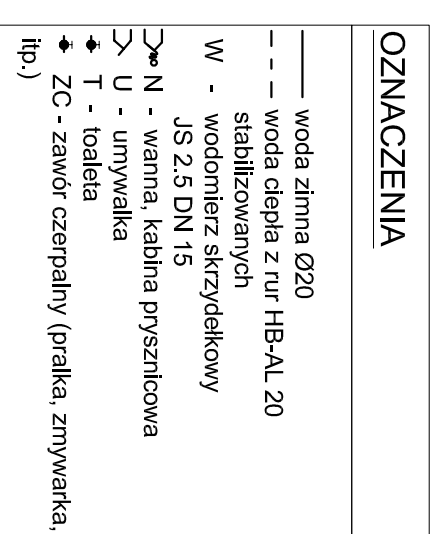 OZNACZENIA
woda zimna Ø20
woda ciepła z rur HB-AL 20
stabilizowanych
W - wodomierz skrzydełkowy
JS 2.5 DN 15
N - wanna, kabina prysznicowa
U - umywalka
T - toaleta
ZC - zawór czerpalny (pralka, zmywarka,
itp.)